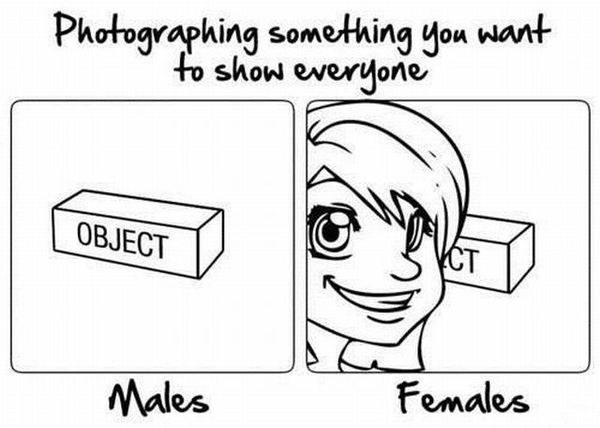 Photographing something you want
to show everyone
OBJECT
CT
Males
Females